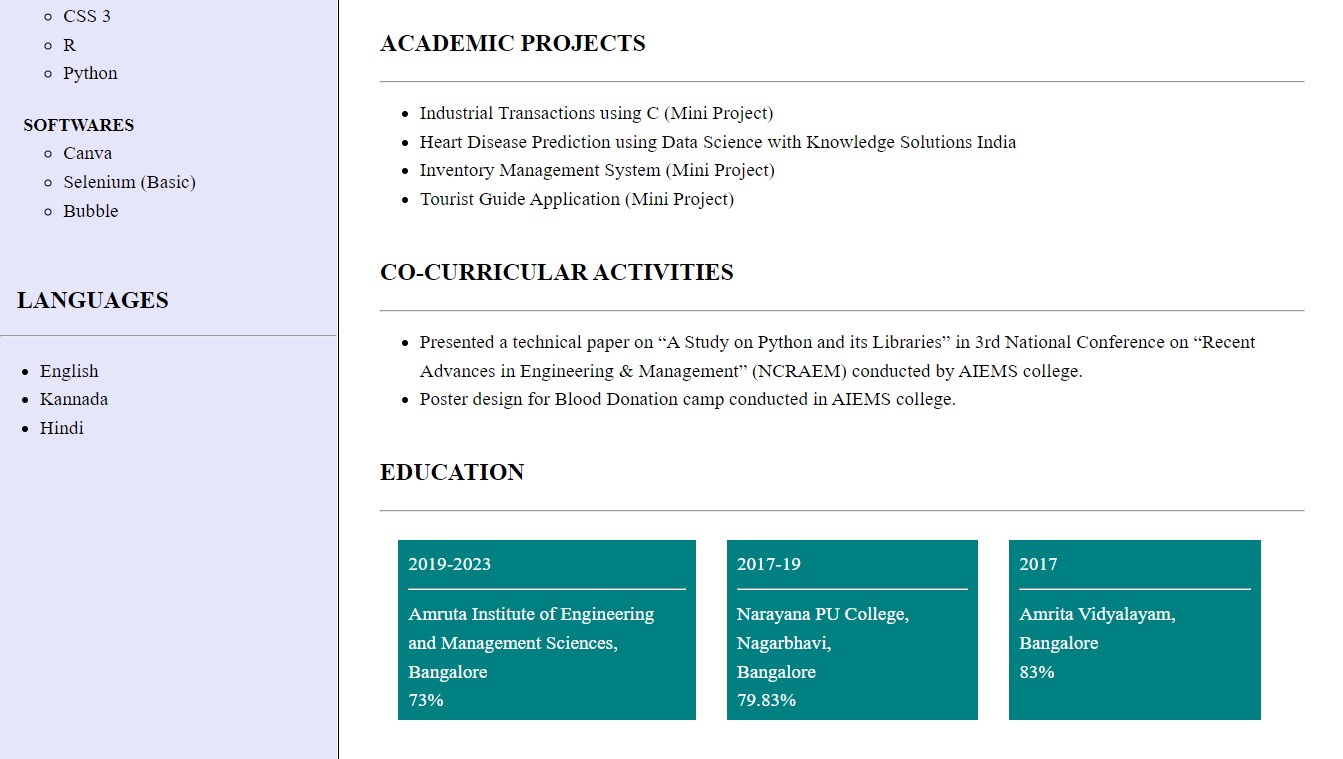 CSS 3
R
Python
SOFTWARES
Canva
Selenium (Basic)
Bubble
LANGUAGES
English
Kannada
Hindi
ACADEMIC PROJECTS
Industrial Transactions using C (Mini Project)
Heart Disease Prediction using Data Science with Knowledge Solutions India
Inventory Management System (Mini Project)
Tourist Guide Application (Mini Project)
CO-CURRICULAR ACTIVITIES
Presented a technical paper on “A Study on Python and its Libraries” in 3rd National Conference on “Recent
Advances in Engineering & Management” (NCRAEM) conducted by AIEMS college.
Poster design for Blood Donation camp conducted in AIEMS college.
EDUCATION
2019-2023
Amruta Institute of Engineering
and Management Sciences,
Bangalore
73%
2017-19
Narayana PU College,
Nagarbhavi,
Bangalore
79.83%
2017
Amrita Vidyalayam,
Bangalore
83%